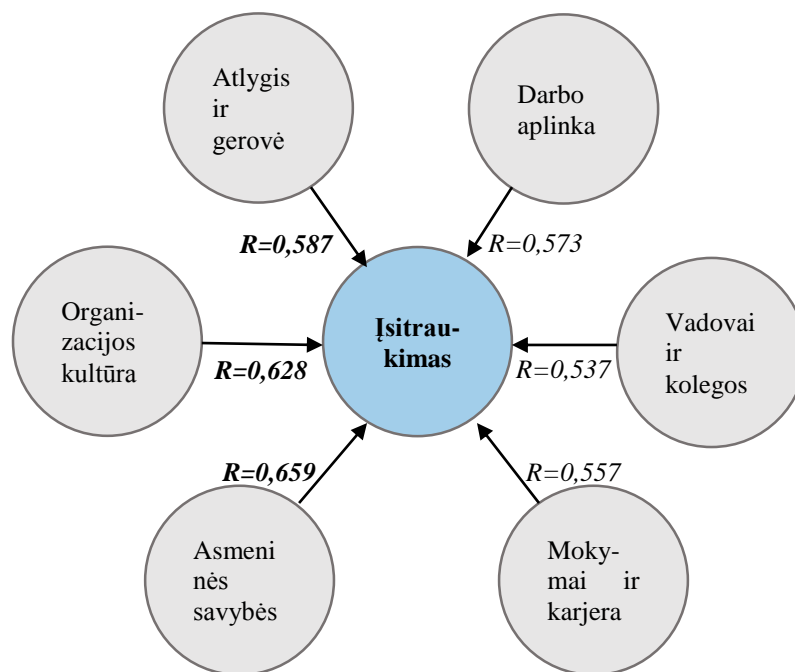 Atlygis
ir
gerovė
Darbo
aplinka
R=0,587
R=0,573
Organi-
zacijos
kultūra
Įsitrau-
kimas
Vadovai
ir
kolegos
R=0,628
R=0,537
R=0,659
R=0,557
Asmeni
nės
savybės
Moky-
mai ir
karjera